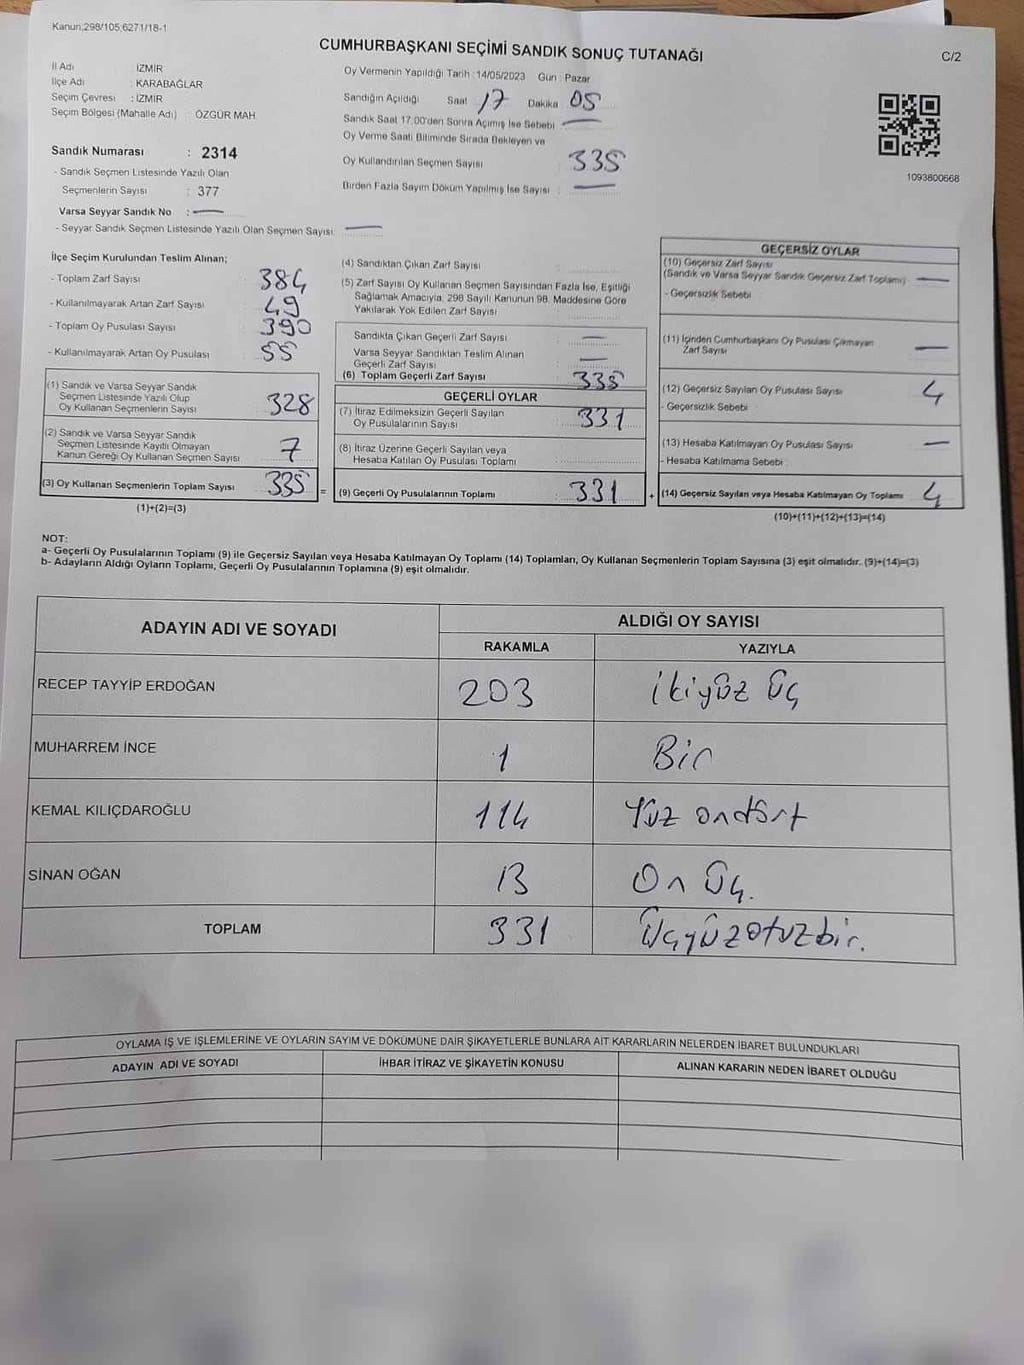 Kanun;298/105,6271/18-1
CUMHURBAŞKANI SEÇİMİ SANDIK SONUÇ TUTANAĞI
C/2
İl Adı : İZMİR
İlçe Adı : KARABAĞLAR
Seçim Çevresi : İZMİR
Seçim Bölgesi (Mahalle Adı) : ÖZGÜR MAH
Sandık Numarası : 2314
- Sandık Seçmen Listesinde Yazılı Olan
Seçmenlerin Sayısı : 377
Varsa Seyyar Sandık No : —
- Seyyar Sandık Seçmen Listesinde Yazılı Olan Seçmen Sayısı: —
Oy Vermenin Yapıldığı Tarih : 14/05/2023 Gün : Pazar
Sandığın Açıldığı Saat 17 Dakika 05
Sandık Saat 17:00'den Sonra Açımış İse Sebebi —
Oy Verme Saati Bitiminde Sırada Bekleyen ve
Oy Kullandırılan Seçmen Sayısı : 335
Birden Fazla Sayım Döküm Yapılmış İse Sayısı : —
1093800668
İlçe Seçim Kurulundan Teslim Alınan;
- Toplam Zarf Sayısı 384
- Kullanılmayarak Artan Zarf Sayısı : 49
- Toplam Oy Pusulası Sayısı : 390
- Kullanılmayarak Artan Oy Pusulası : 55
(1) Sandık ve Varsa Seyyar Sandık
Seçmen Listesinde Yazılı Olup
Oy Kullanan Seçmenlerin Sayısı : 328
(2) Sandık ve Varsa Seyyar Sandık
Seçmen Listesinde Kayıtlı Olmayan
Kanun Gereği Oy Kullanan Seçmen Sayısı : 7
(3) Oy Kullanan Seçmenlerin Toplam Sayısı : 335 =
(1)+(2)=(3)
(4) Sandıktan Çıkan Zarf Sayısı :
(5) Zarf Sayısı Oy Kullanan Seçmen Sayısından Fazla İse, Eşitliği
Sağlamak Amacıyla, 298 Sayılı Kanunun 98. Maddesine Göre
Yakılarak Yok Edilen Zarf Sayısı :
Sandıkta Çıkan Geçerli Zarf Sayısı : —
Varsa Seyyar Sandıktan Teslim Alınan
Geçerli Zarf Sayısı : —
(6) Toplam Geçerli Zarf Sayısı : 335
GEÇERLİ OYLAR
(7) İtiraz Edilmeksizin Geçerli Sayılan
Oy Pusulalarının Sayısı : 331
(8) İtiraz Üzerine Geçerli Sayılan veya
Hesaba Katılan Oy Pusulası Toplamı :
(9) Geçerli Oy Pusulalarının Toplamı : 331 +
GEÇERSİZ OYLAR
(10) Geçersiz Zarf Sayısı
(Sandık ve Varsa Seyyar Sandık Geçersiz Zarf Toplamı) : —
- Geçersizlik Sebebi :
(11) İçinden Cumhurbaşkanı Oy Pusulası Çıkmayan
Zarf Sayısı : —
(12) Geçersiz Sayılan Oy Pusulası Sayısı : 4
- Geçersizlik Sebebi :
(13) Hesaba Katılmayan Oy Pusulası Sayısı : —
- Hesaba Katılmama Sebebi :
(14) Geçersiz Sayılan veya Hesaba Katılmayan Oy Toplamı : 4
(10)+(11)+(12)+(13)=(14)
NOT:
a- Geçerli Oy Pusulalarının Toplamı (9) ile Geçersiz Sayılan veya Hesaba Katılmayan Oy Toplamı (14) Toplamları, Oy Kullanan Seçmenlerin Toplam Sayısına (3) eşit olmalıdır. (9)+(14)=(3)
b- Adayların Aldığı Oyların Toplamı, Geçerli Oy Pusulalarının Toplamına (9) eşit olmalıdır.
ADAYIN ADI VE SOYADI
ALDIĞI OY SAYISI
RAKAMLA YAZIYLA
RECEP TAYYİP ERDOĞAN 203 ikiyüz üç
MUHARREM İNCE 1 Bir
KEMAL KILIÇDAROĞLU 114 Yüz ondört
SİNAN OĞAN 13 On üç.
TOPLAM 331 Üçyüzotuzbir.
OYLAMA İŞ VE İŞLEMLERİNE VE OYLARIN SAYIM VE DÖKÜMÜNE DAİR ŞİKAYETLERLE BUNLARA AİT KARARLARIN NELERDEN İBARET BULUNDUKLARI
ADAYIN ADI VE SOYADI İHBAR İTİRAZ VE ŞİKAYETİN KONUSU ALINAN KARARIN NEDEN İBARET OLDUĞU